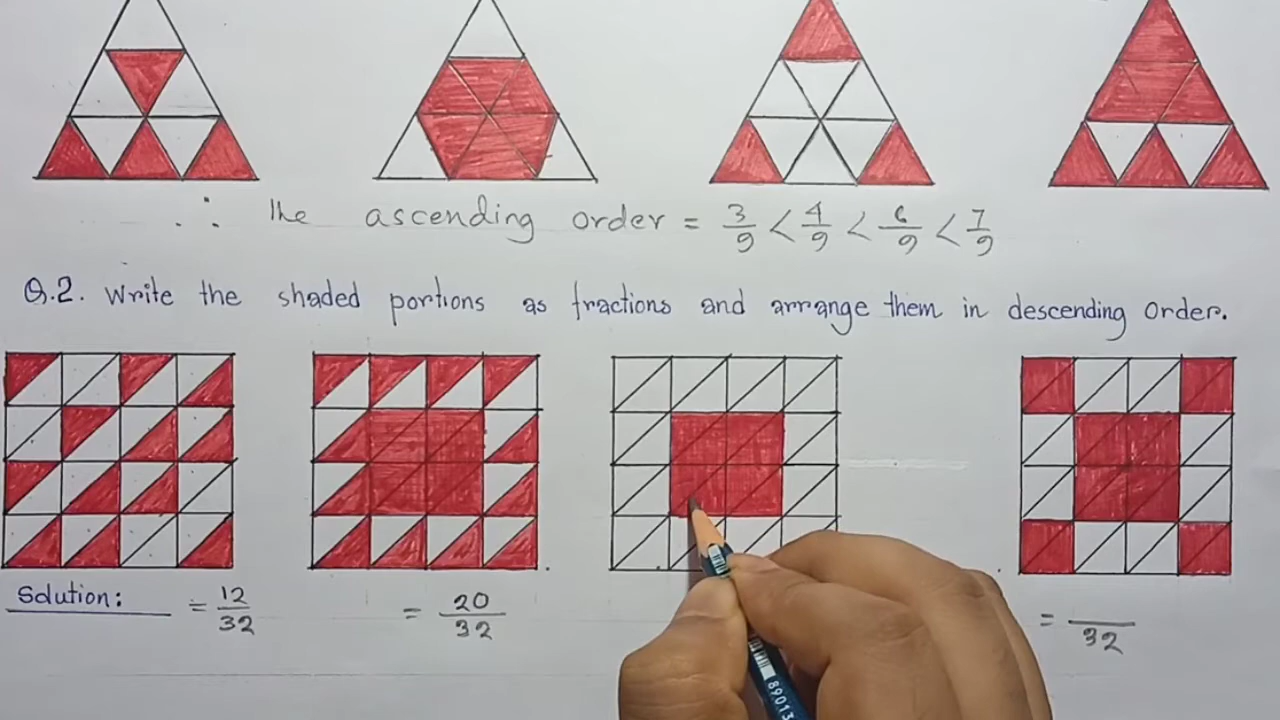 ∴ The ascending order = 3/9 < 4/9 < 6/9 < 7/9
Q.2. Write the shaded portions as fractions and arrange them in descending order.
Solution: = 12/32 = 20/32 = /32
89013